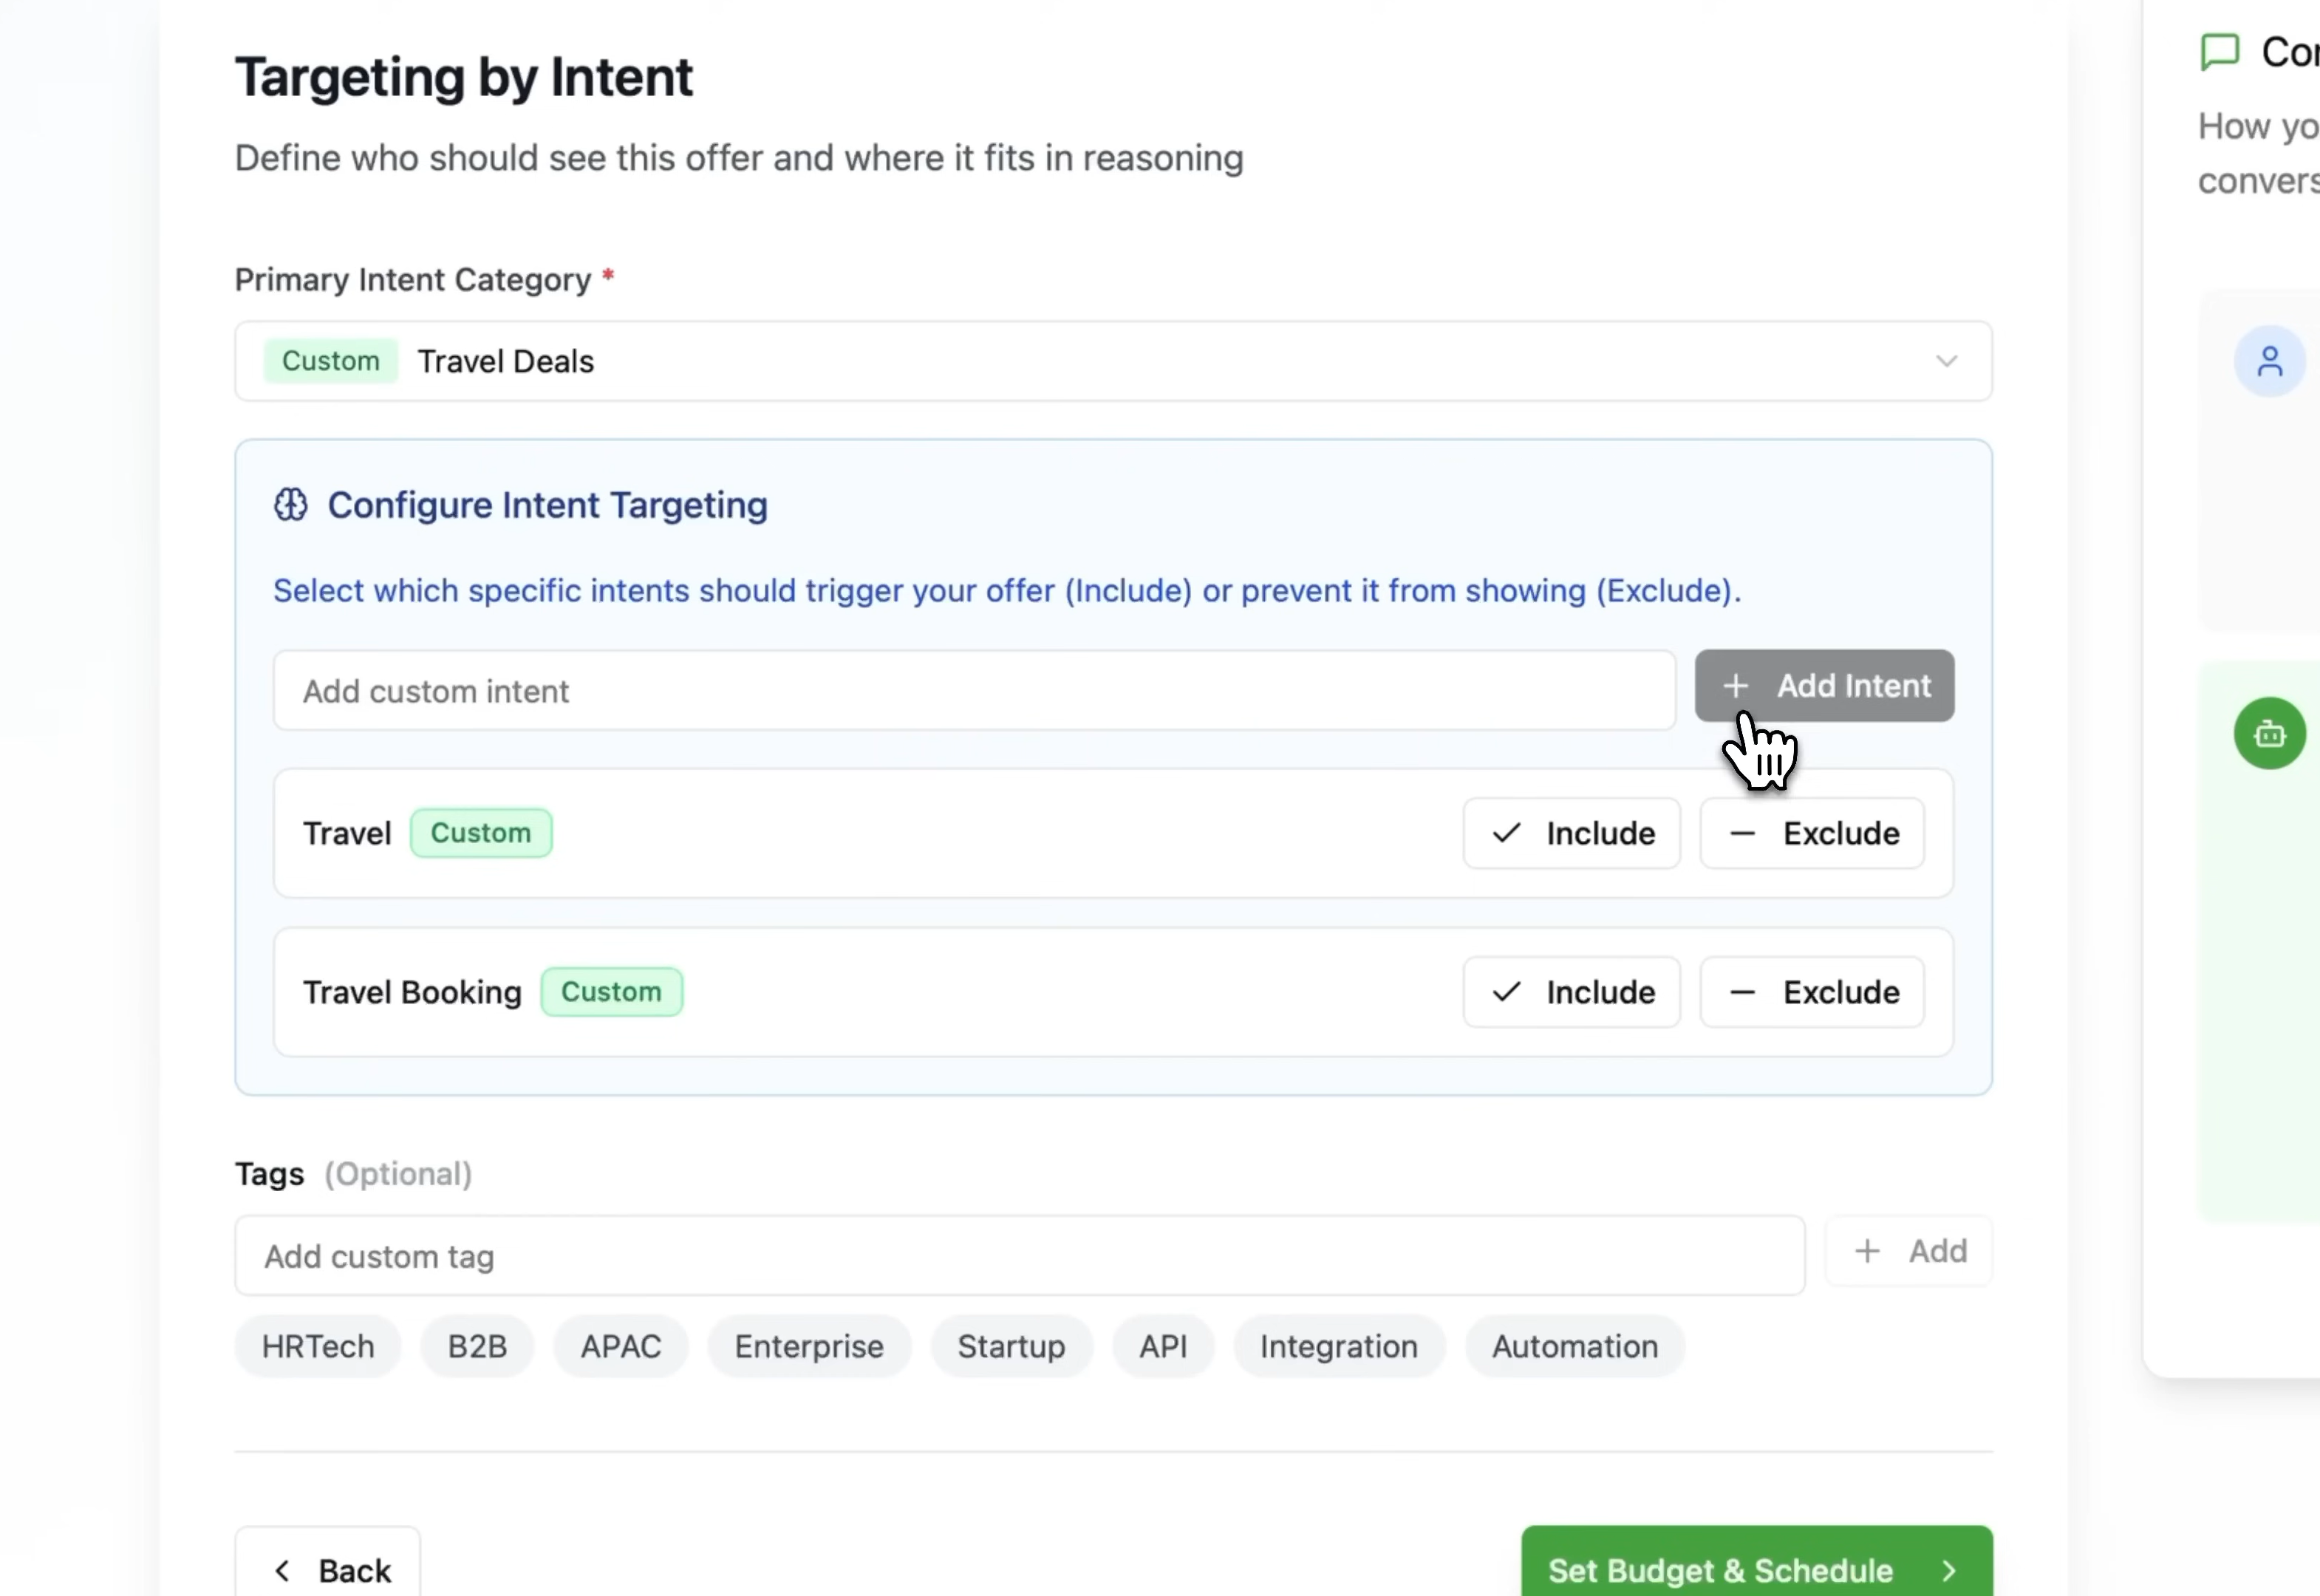 Targeting by Intent
Define who should see this offer and where it fits in reasoning
Primary Intent Category *
Custom Travel Deals
Configure Intent Targeting
Select which specific intents should trigger your offer (Include) or prevent it from showing (Exclude).
Add custom intent
+ Add Intent
Travel Custom
Include
Exclude
Travel Booking Custom
Include
Exclude
Tags (Optional)
Add custom tag
+ Add
HRTech B2B APAC Enterprise Startup API Integration Automation
Back
Set Budget & Schedule
How